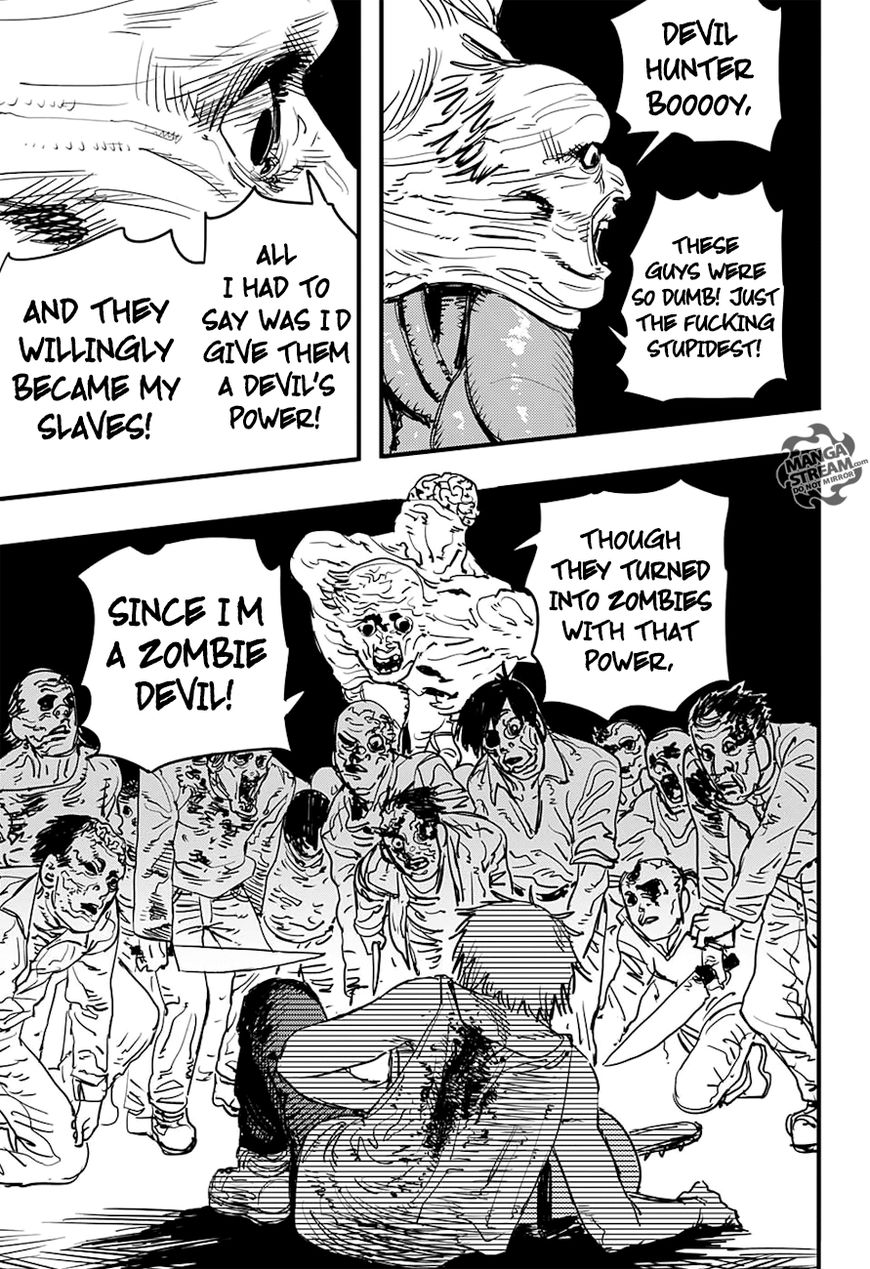 DEVIL
HUNTER
BOOOOY,
THESE
GUYS WERE
SO DUMB! JUST
THE FUCKING
STUPIDEST!
ALL
I HAD TO
SAY WAS I D
GIVE THEM
A DEVIL'S
POWER!
AND THEY
WILLINGLY
BECAME MY
SLAVES!
MANGA
STREAM.com
DO NOT MIRROR
THOUGH
THEY TURNED
INTO ZOMBIES
WITH THAT
POWER,
SINCE I M
A ZOMBIE
DEVIL!